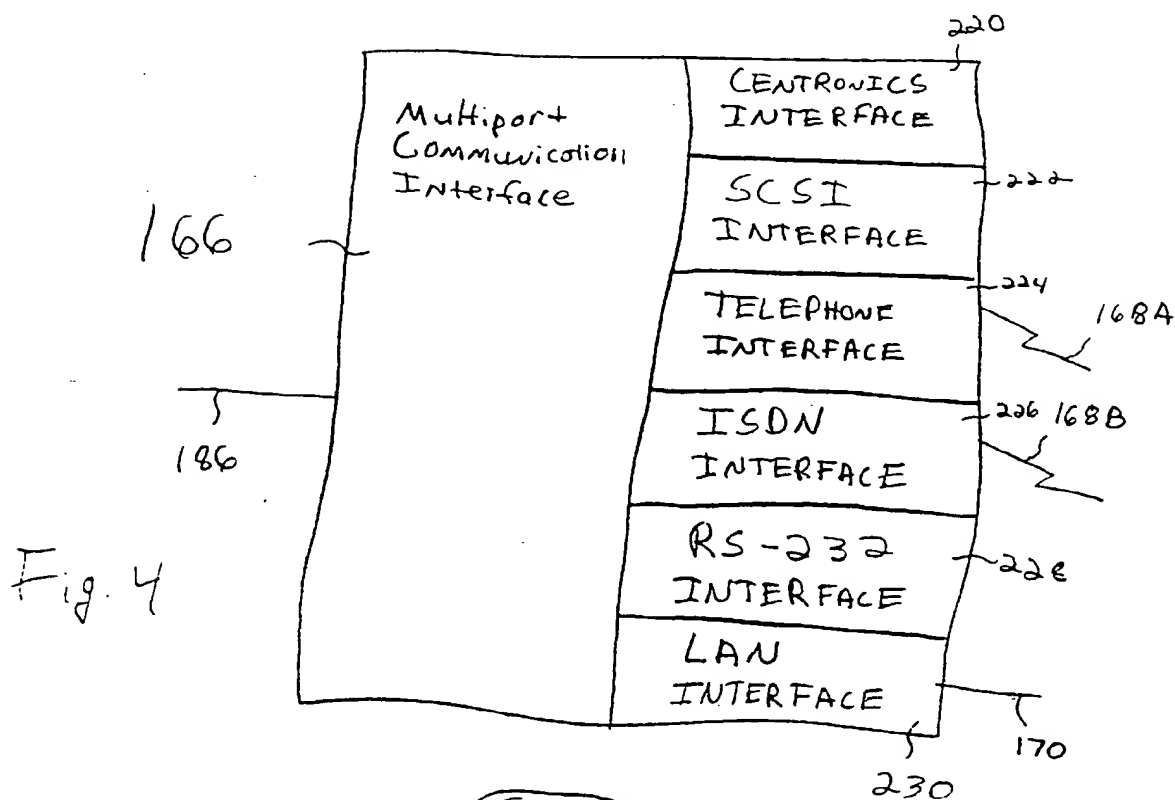 220
CENTRONICS
INTERFACE
Multiport
Communication
Interface
222
SCSI
INTERFACE
166
224
TELEPHONE
INTERFACE
168A
186
226
168B
ISDN
INTERFACE
RS-232
INTERFACE
228
Fig. 4
LAN
INTERFACE
170
230